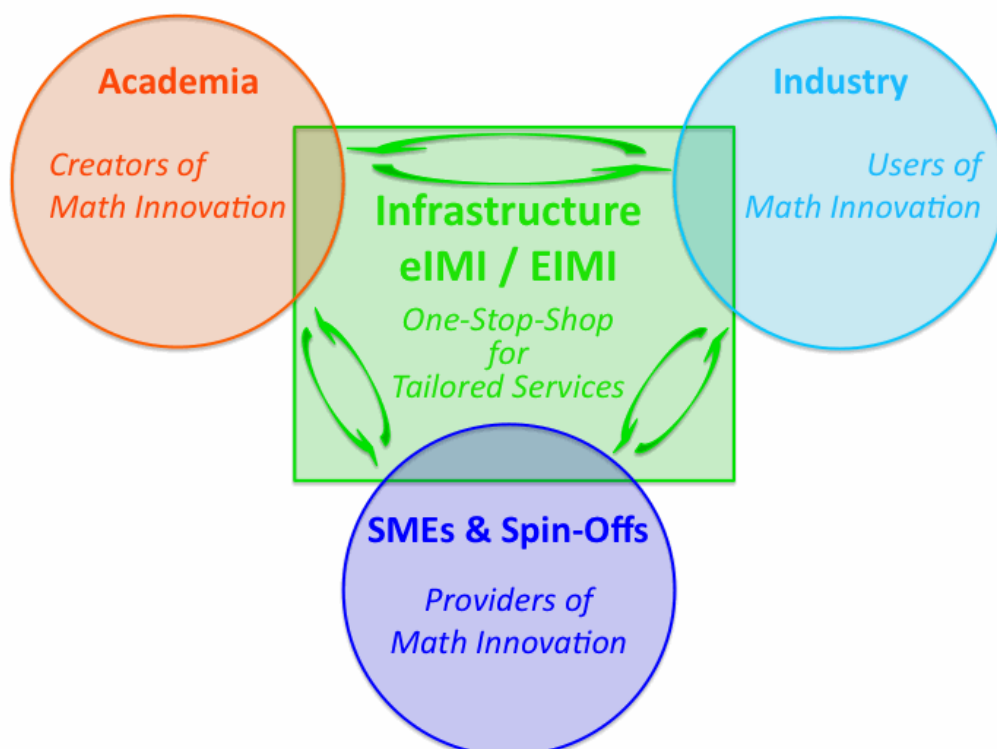 Academia
Creators of
Math Innovation
Industry
Users of
Math Innovation
Infrastructure
eIMI / EIMI
One-Stop-Shop
for
Tailored Services
SMEs & Spin-Offs
Providers of
Math Innovation